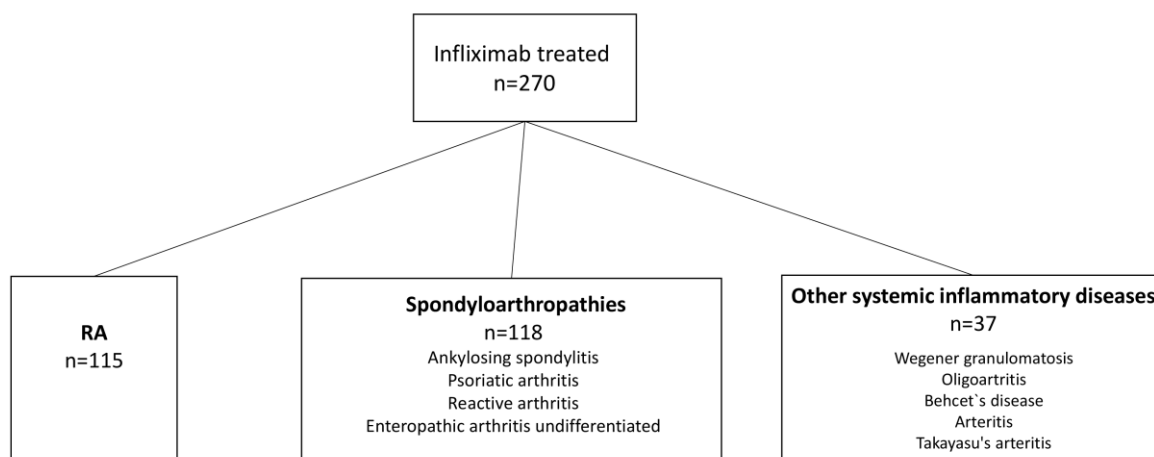 Infliximab treated
n=270
RA
n=115
Spondyloarthropathies
n=118
Ankylosing spondylitis
Psoriatic arthritis
Reactive arthritis
Enteropathic arthritis undifferentiated
Other systemic inflammatory diseases
n=37
Wegener granulomatosis
Oligoartritis
Behcet`s disease
Arteritis
Takayasu's arteritis